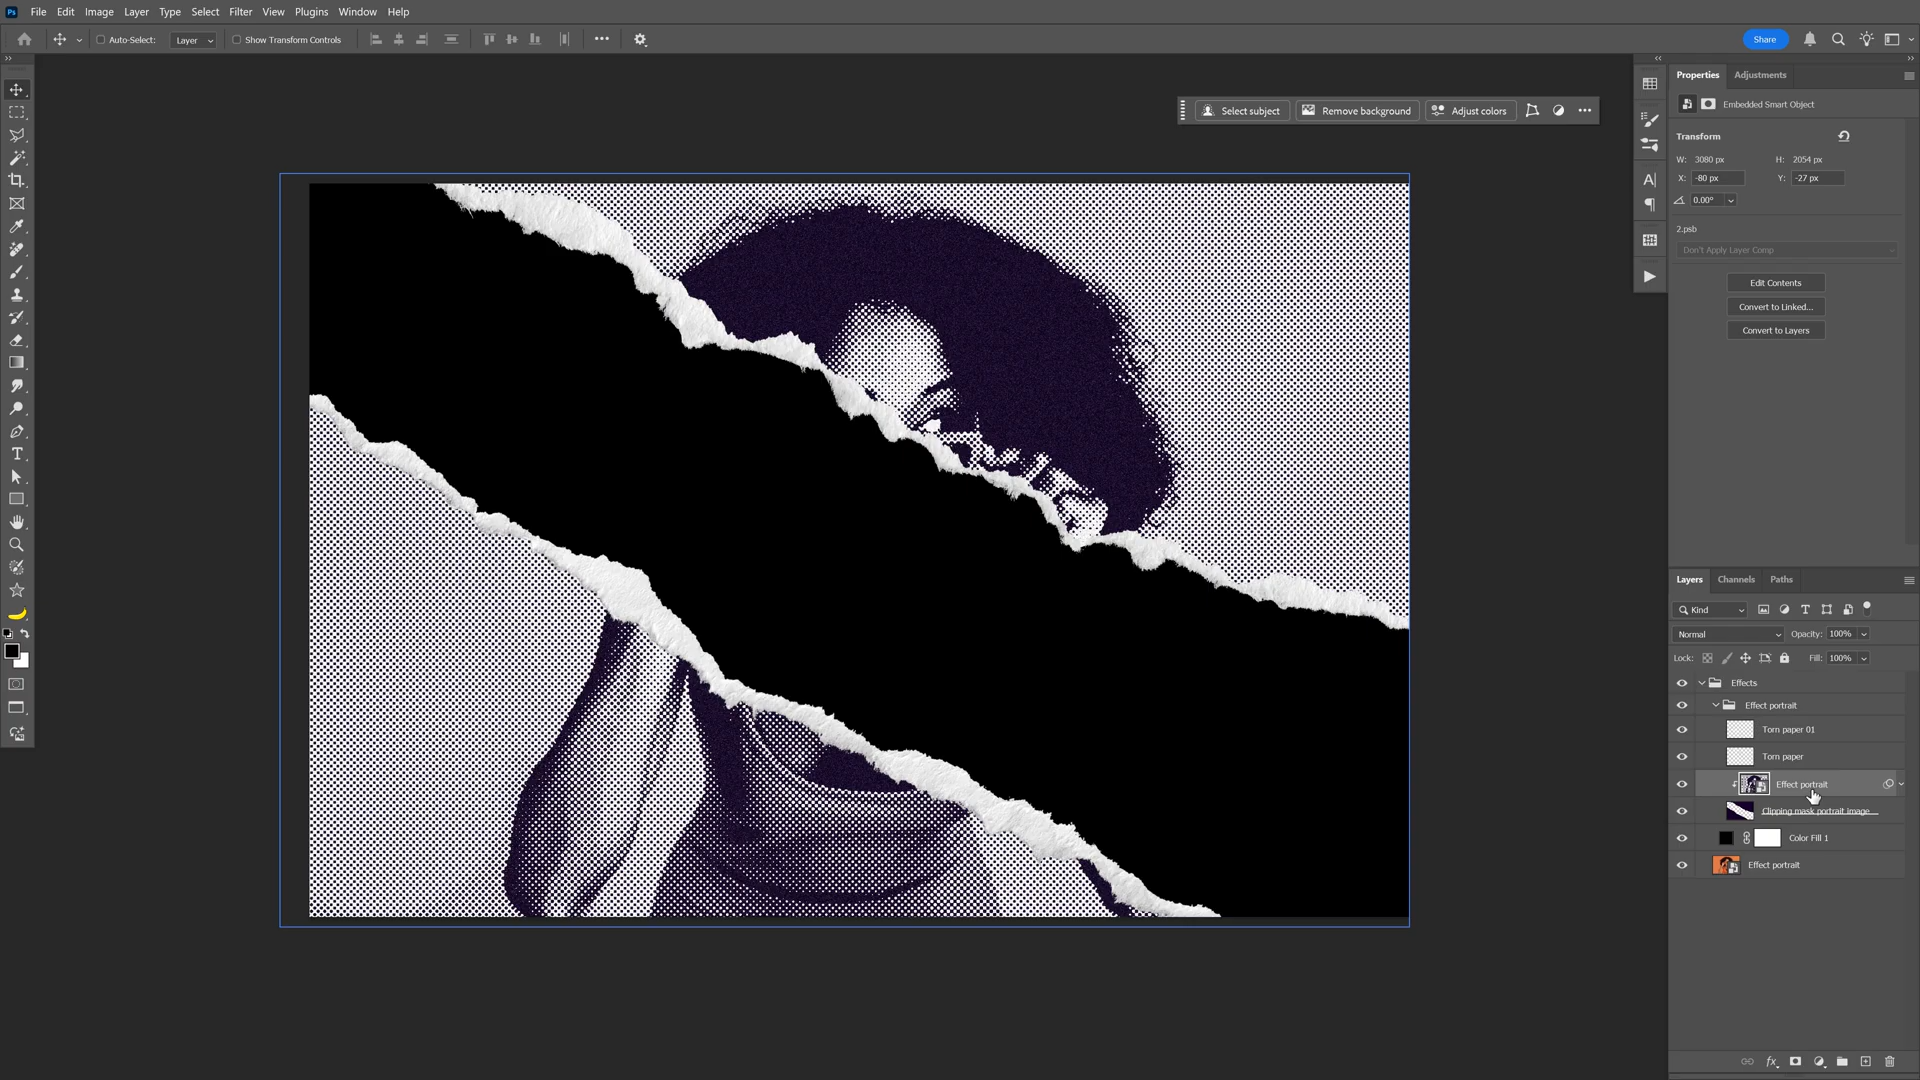 Ps File Edit Image Layer Type Select Filter View Plugins Window Help
Auto-Select: Layer Show Transform Controls Share
Select subject Remove background Adjust colors
Properties Adjustments
Embedded Smart Object
Transform
W: 3080 px H: 2054 px
X: -80 px Y: -27 px
0.00°
2.psb
Don't Apply Layer Comp
Edit Contents
Convert to Linked...
Convert to Layers
Layers Channels Paths
Kind
Normal Opacity: 100%
Lock: Fill: 100%
Effects
Effect portrait
Torn paper 01
Torn paper
Effect portrait
Clipping mask portrait image
Color Fill 1
Effect portrait
fx